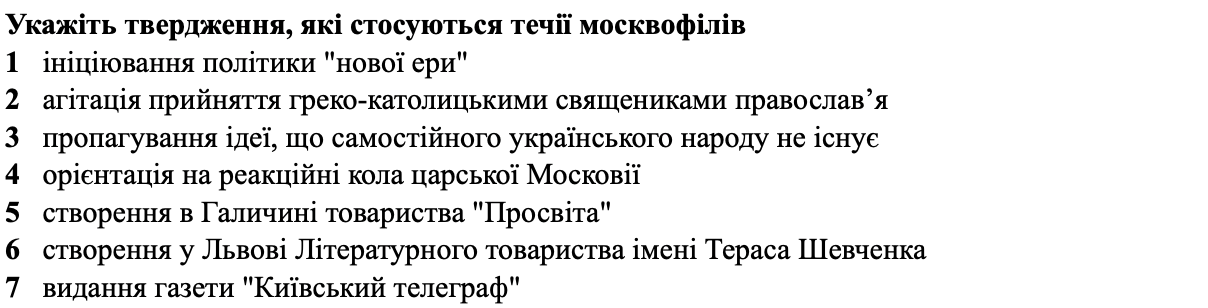 Укажіть твердження, які стосуються течії москвофілів
1 ініціювання політики "нової ери"
2 агітація прийняття греко-католицькими священиками православ’я
3 пропагування ідеї, що самостійного українського народу не існує
4 орієнтація на реакційні кола царської Московії
5 створення в Галичині товариства "Просвіта"
6 створення у Львові Літературного товариства імені Тераса Шевченка
7 видання газети "Київський телеграф"